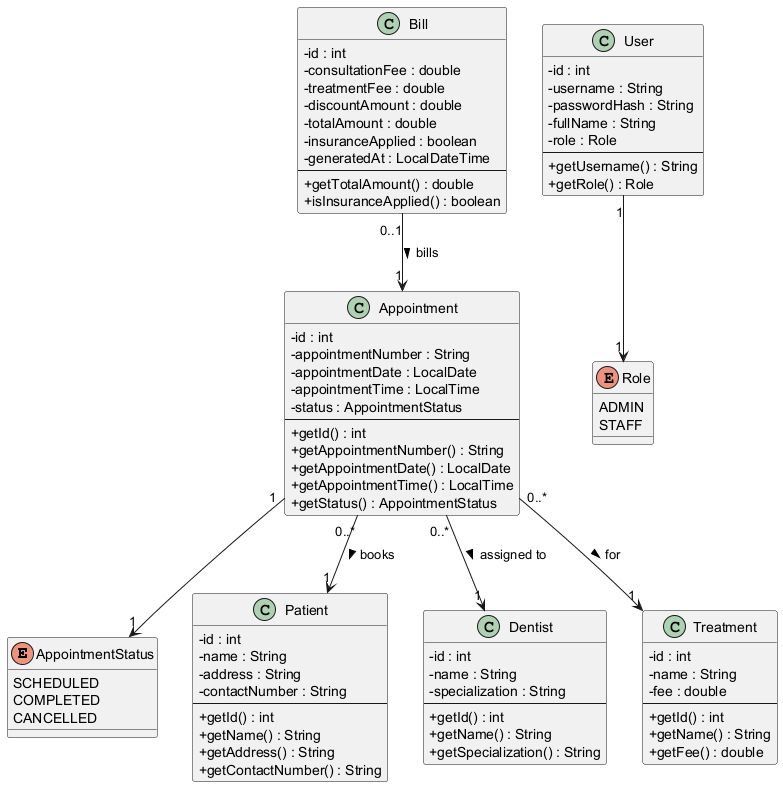 C Bill
-id : int
-consultationFee : double
-treatmentFee : double
-discountAmount : double
-totalAmount : double
-insuranceApplied : boolean
-generatedAt : LocalDateTime
+getTotalAmount() : double
+isInsuranceApplied() : boolean
C User
-id : int
-username : String
-passwordHash : String
-fullName : String
-role : Role
+getUsername() : String
+getRole() : Role
0..1
bills
1
1
1
C Appointment
-id : int
-appointmentNumber : String
-appointmentDate : LocalDate
-appointmentTime : LocalTime
-status : AppointmentStatus
+getId() : int
+getAppointmentNumber() : String
+getAppointmentDate() : LocalDate
+getAppointmentTime() : LocalTime
+getStatus() : AppointmentStatus
E Role
ADMIN
STAFF
1
1
0..*
books
1
0..*
assigned to
1
0..*
for
1
E AppointmentStatus
SCHEDULED
COMPLETED
CANCELLED
C Patient
-id : int
-name : String
-address : String
-contactNumber : String
+getId() : int
+getName() : String
+getAddress() : String
+getContactNumber() : String
C Dentist
-id : int
-name : String
-specialization : String
+getId() : int
+getName() : String
+getSpecialization() : String
C Treatment
-id : int
-name : String
-fee : double
+getId() : int
+getName() : String
+getFee() : double